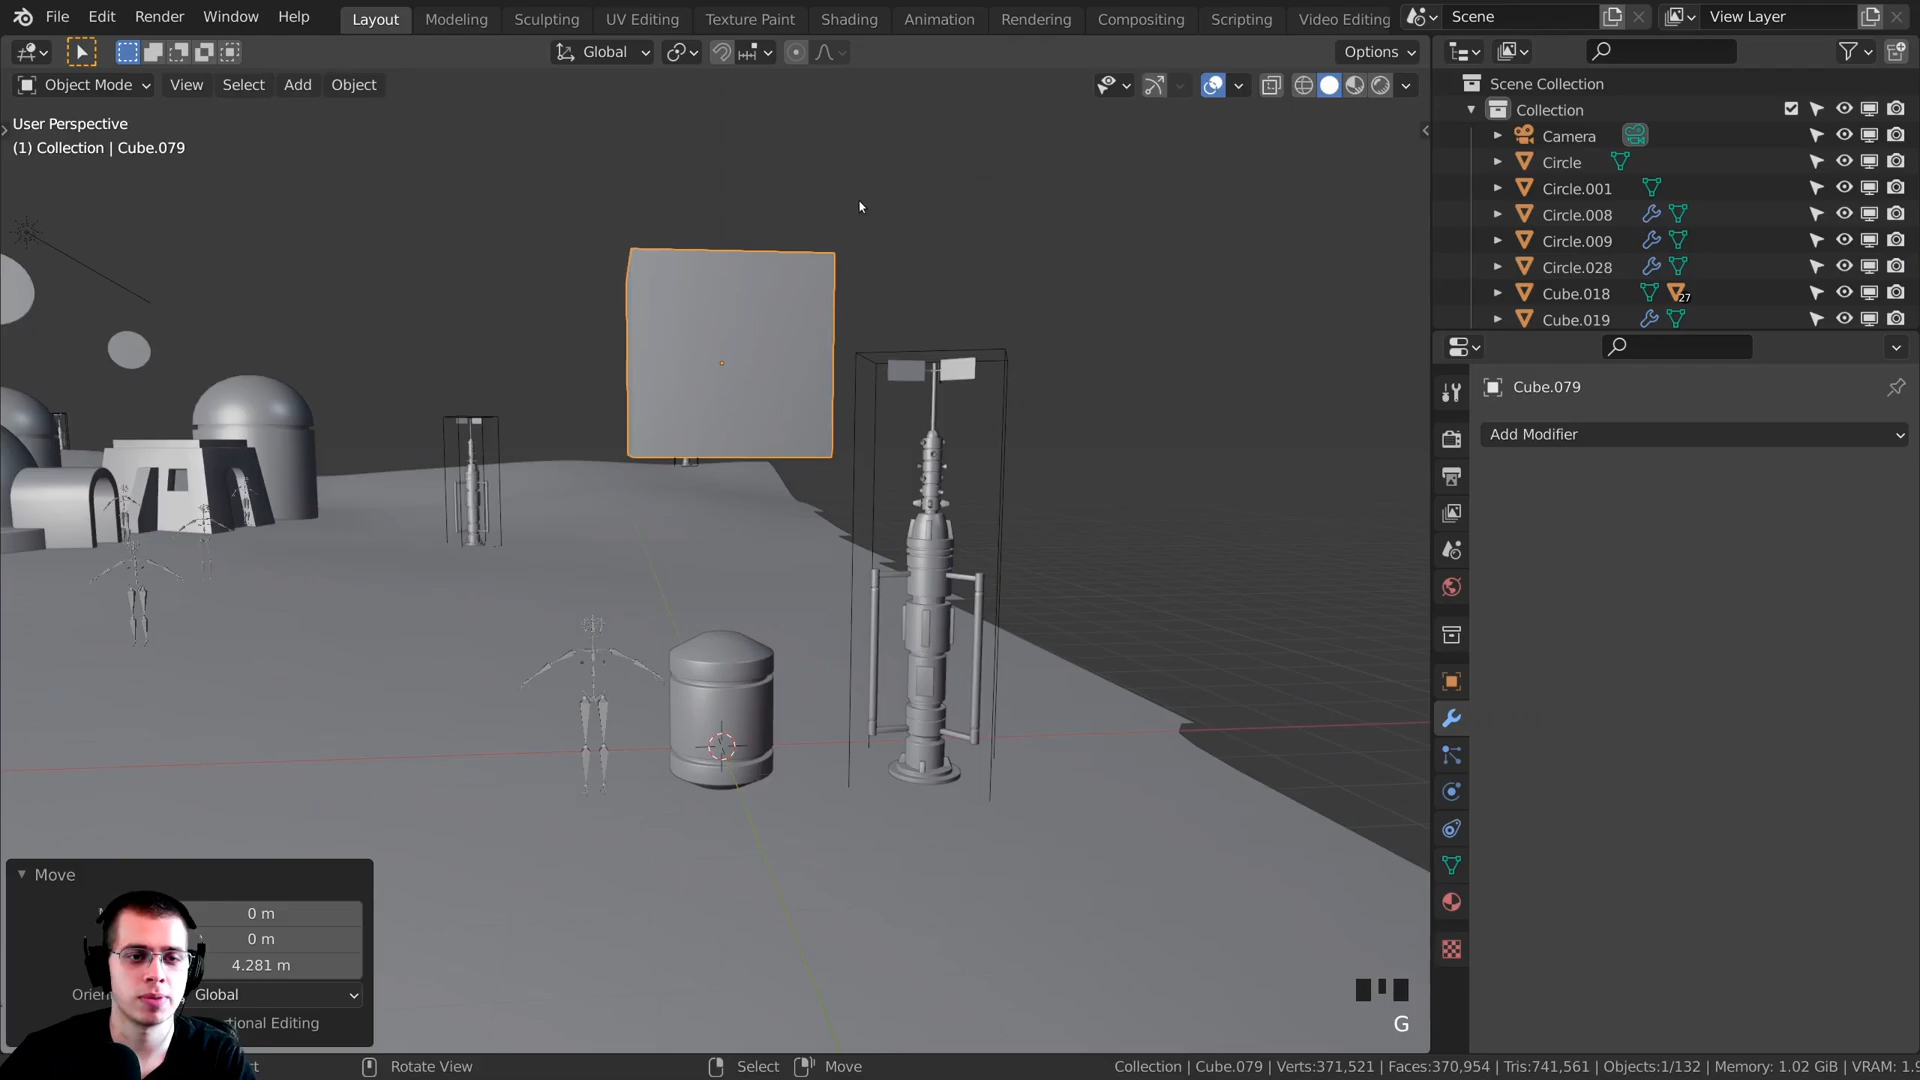 File Edit Render Window Help Layout Modeling Sculpting UV Editing Texture Paint Shading Animation Rendering Compositing Scripting Video Editing Scene View Layer
Global Options
Object Mode View Select Add Object
User Perspective
(1) Collection | Cube.079
Scene Collection
Collection
Camera
Circle
Circle.001
Circle.008
Circle.009
Circle.028
Cube.018 27
Cube.019
Cube.079
Add Modifier
Move
0 m
0 m
4.281 m
Global
tional Editing
G
Rotate View Select Move Collection | Cube.079 | Verts:371,521 | Faces:370,954 | Tris:741,561 | Objects:1/132 | Memory: 1.02 GiB | VRAM: